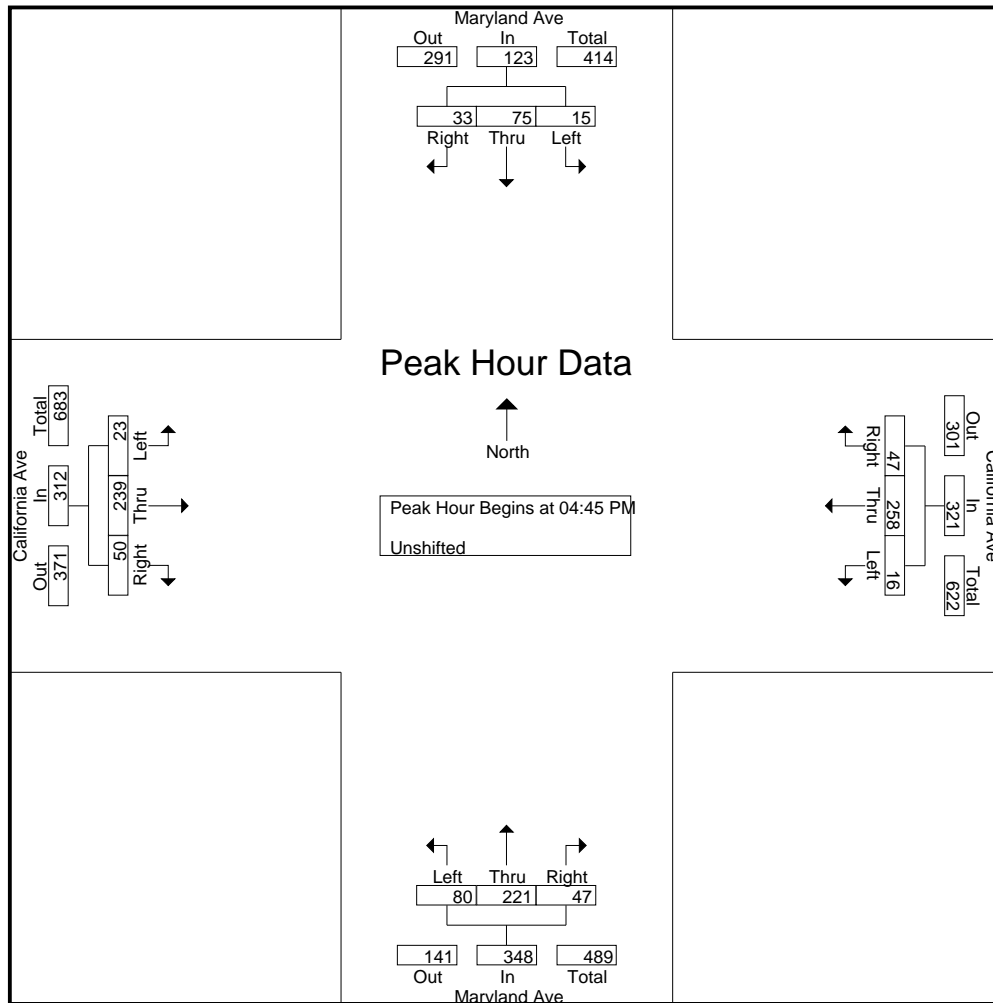 Maryland Ave
Out In Total
291 123 414
33 75 15
Right Thru Left
Peak Hour Data
North
Peak Hour Begins at 04:45 PM
Unshifted
California Ave
Total In Out
683 312 371
23 239 50
Left Thru Right
Right Thru Left
47 258 16
301 321 622
Out In Total
California Ave
Left Thru Right
80 221 47
141 348 489
Out In Total
Maryland Ave